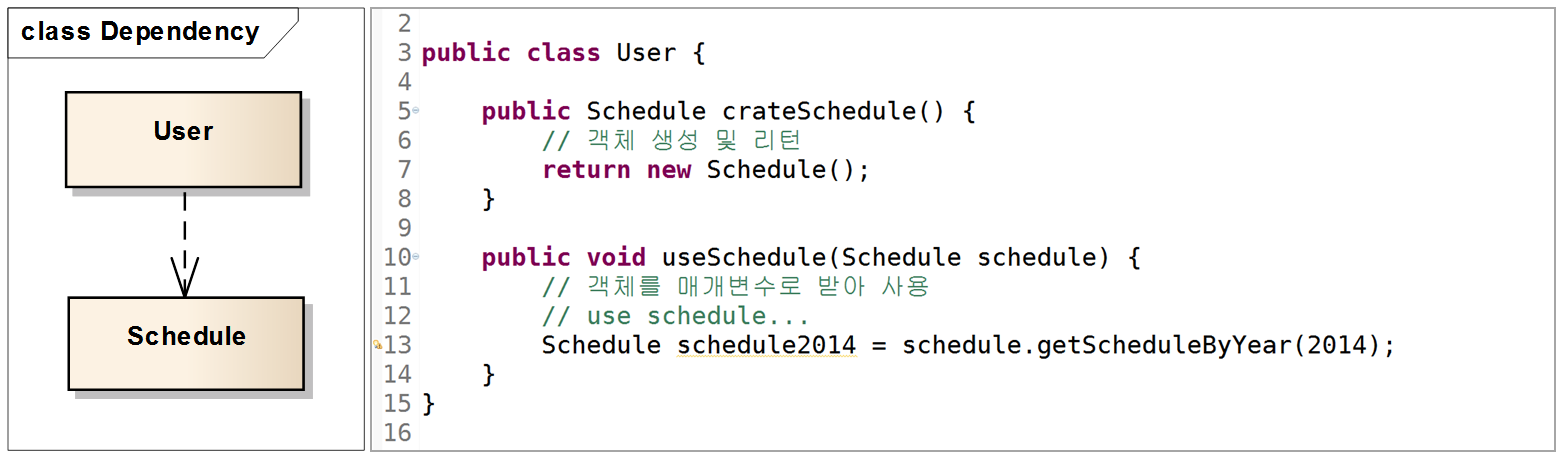 class Dependency
User
Schedule
2
3 public class User {
4
5 public Schedule crateSchedule() {
6 // 객체 생성 및 리턴
7 return new Schedule();
8 }
9
10 public void useSchedule(Schedule schedule) {
11 // 객체를 매개변수로 받아 사용
12 // use schedule...
13 Schedule schedule2014 = schedule.getScheduleByYear(2014);
14 }
15 }
16